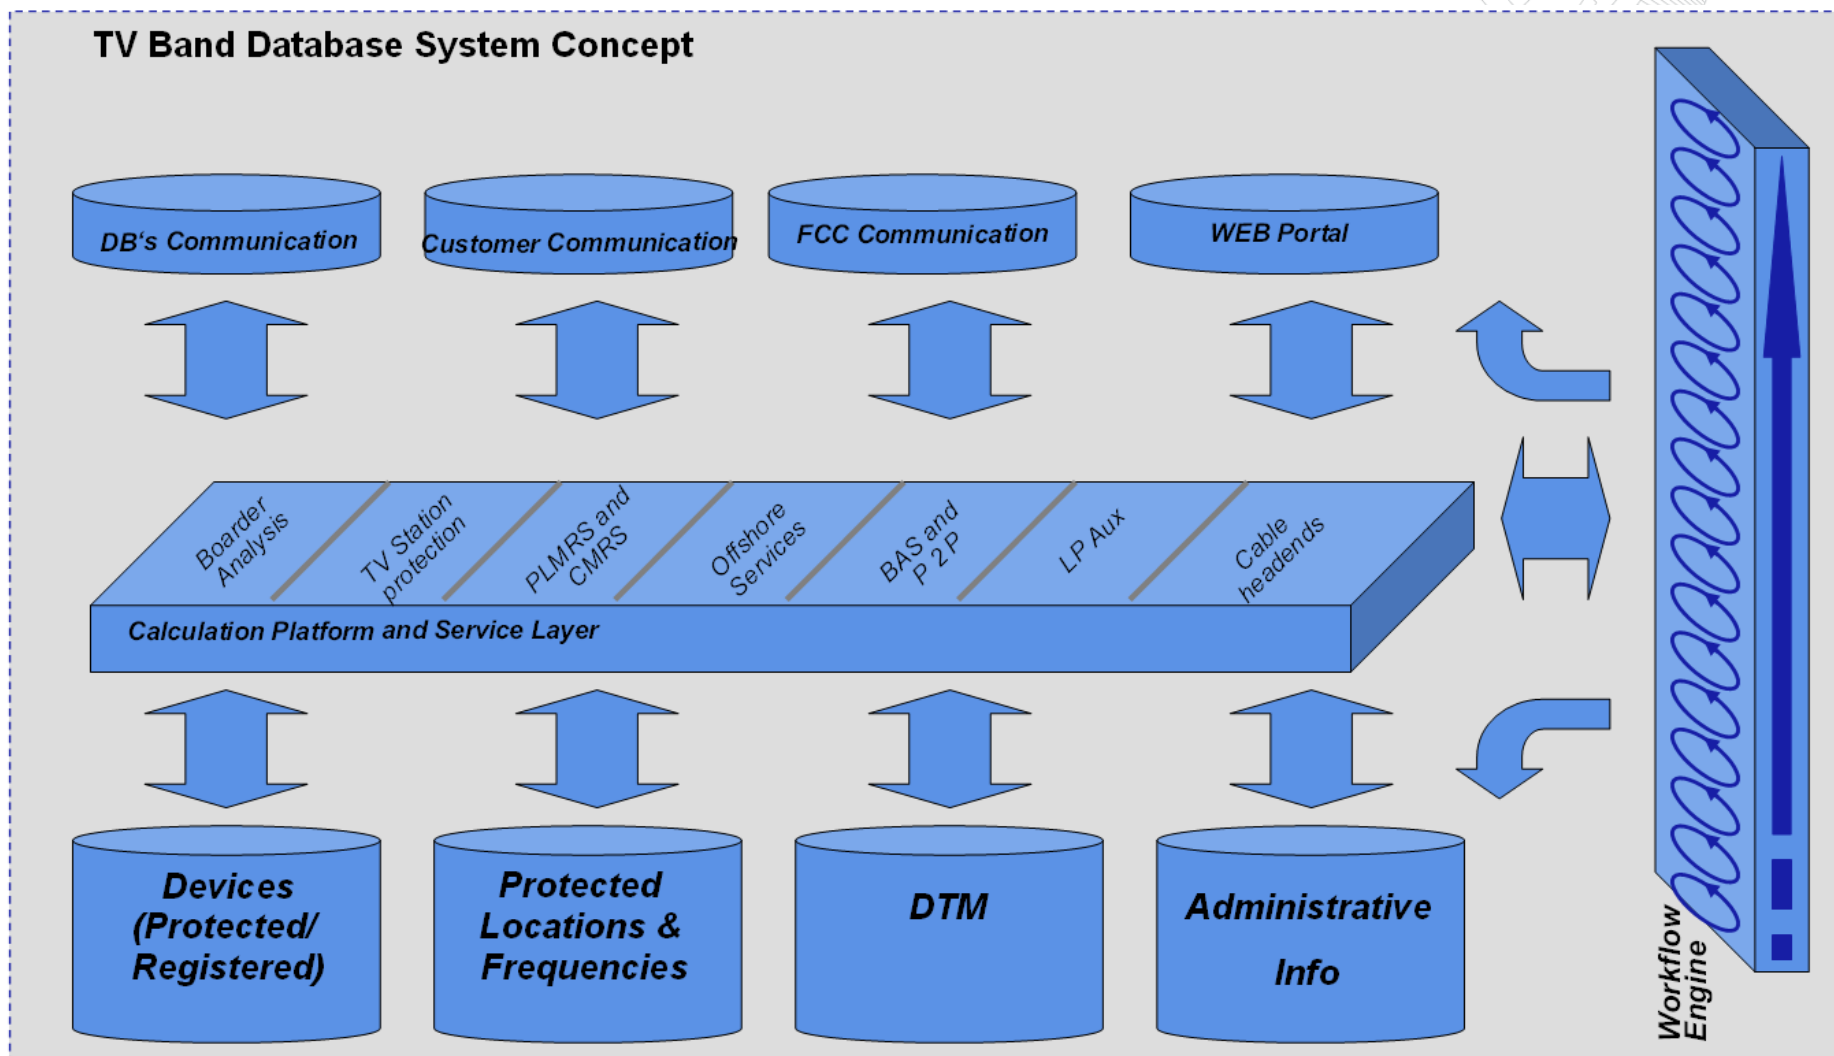 TV Band Database System Concept
DB's Communication
Customer Communication
FCC Communication
WEB Portal
Boarder
Analysis
TV Station
protection
PLMRS and
CMRS
Offshore
Services
BAS and
P 2 P
LP Aux
Cable
headends
Calculation Platform and Service Layer
Devices
(Protected/
Registered)
Protected
Locations &
Frequencies
DTM
Administrative
Info
Workflow
Engine